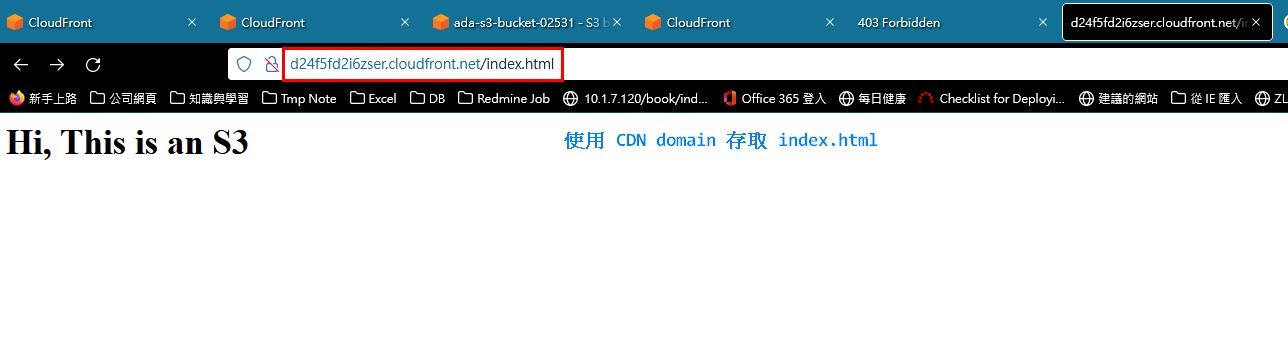 CloudFront CloudFront ada-s3-bucket-02531 - S3 b CloudFront 403 Forbidden d24f5fd2i6zser.cloudfront.net/in
d24f5fd2i6zser.cloudfront.net/index.html
新手上路 公司網頁 知識與學習 Tmp Note Excel DB Redmine Job 10.1.7.120/book/ind... Office 365 登入 每日健康 Checklist for Deployi... 建議的網站 從 IE 匯入 ZL
Hi, This is an S3 使用 CDN domain 存取 index.html